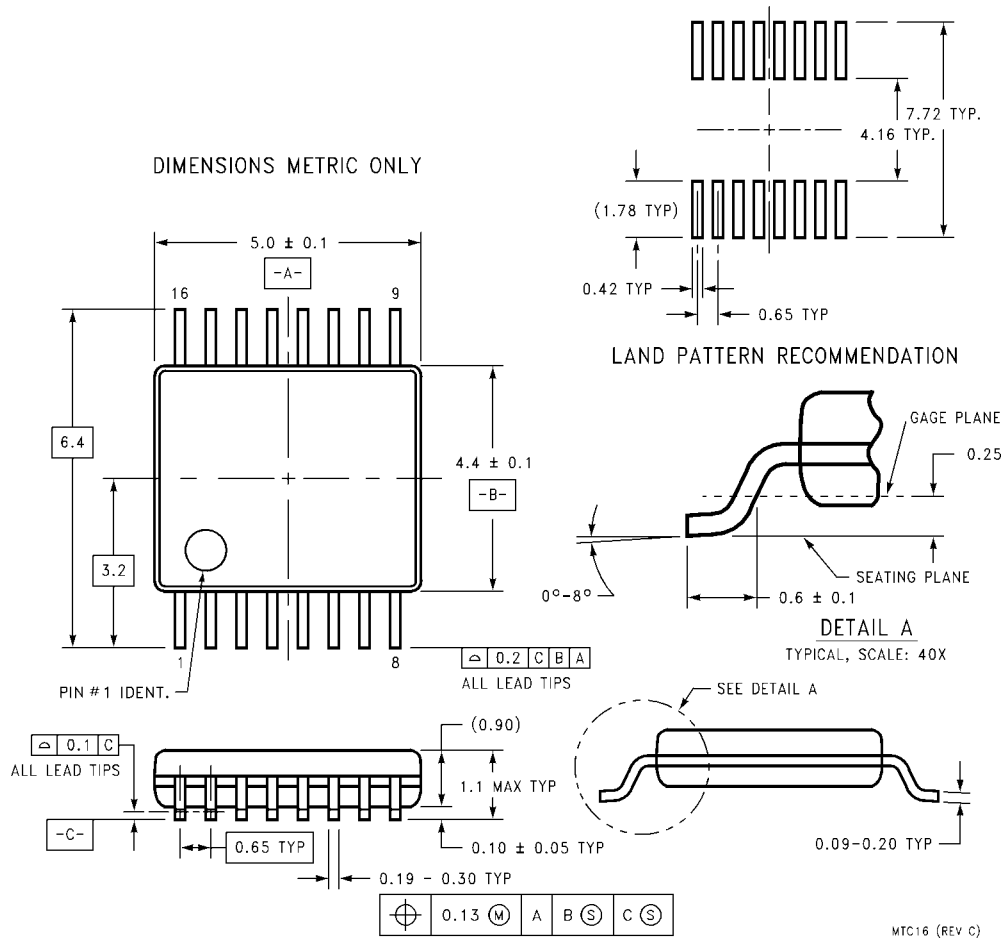 7.72 TYP.
4.16 TYP.
DIMENSIONS METRIC ONLY
(1.78 TYP)
5.0 ± 0.1
-A-
0.42 TYP
0.65 TYP
16
9
LAND PATTERN RECOMMENDATION
GAGE PLANE
6.4
4.4 ± 0.1
0.25
-B-
3.2
SEATING PLANE
0°-8°
0.6 ± 0.1
DETAIL A
TYPICAL, SCALE: 40X
1
8
⌓ 0.2 C B A
ALL LEAD TIPS
PIN #1 IDENT.
SEE DETAIL A
(0.90)
⌓ 0.1 C
ALL LEAD TIPS
1.1 MAX TYP
-C-
0.65 TYP
0.10 ± 0.05 TYP
0.09-0.20 TYP
0.19 - 0.30 TYP
⌖ 0.13 Ⓜ A B Ⓢ C Ⓢ
MTC16 (REV C)